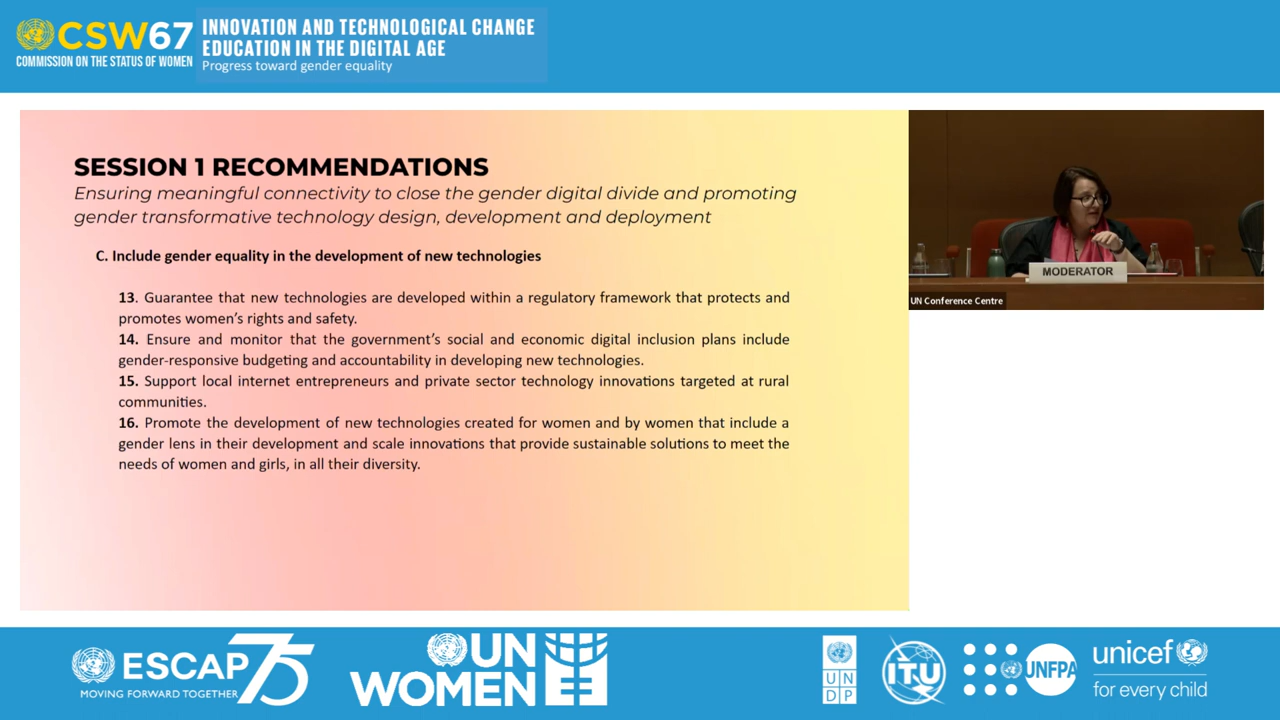 CSW67
COMMISSION ON THE STATUS OF WOMEN
INNOVATION AND TECHNOLOGICAL CHANGE
EDUCATION IN THE DIGITAL AGE
Progress toward gender equality
SESSION 1 RECOMMENDATIONS
Ensuring meaningful connectivity to close the gender digital divide and promoting
gender transformative technology design, development and deployment
C. Include gender equality in the development of new technologies
13. Guarantee that new technologies are developed within a regulatory framework that protects and
promotes women's rights and safety.
14. Ensure and monitor that the government's social and economic digital inclusion plans include
gender-responsive budgeting and accountability in developing new technologies.
15. Support local internet entrepreneurs and private sector technology innovations targeted at rural
communities.
16. Promote the development of new technologies created for women and by women that include a
gender lens in their development and scale innovations that provide sustainable solutions to meet the
needs of women and girls, in all their diversity.
MODERATOR
UN Conference Centre
ESCAP 75
MOVING FORWARD TOGETHER
UN
WOMEN
UN
DP
ITU
UNFPA
unicef
for every child